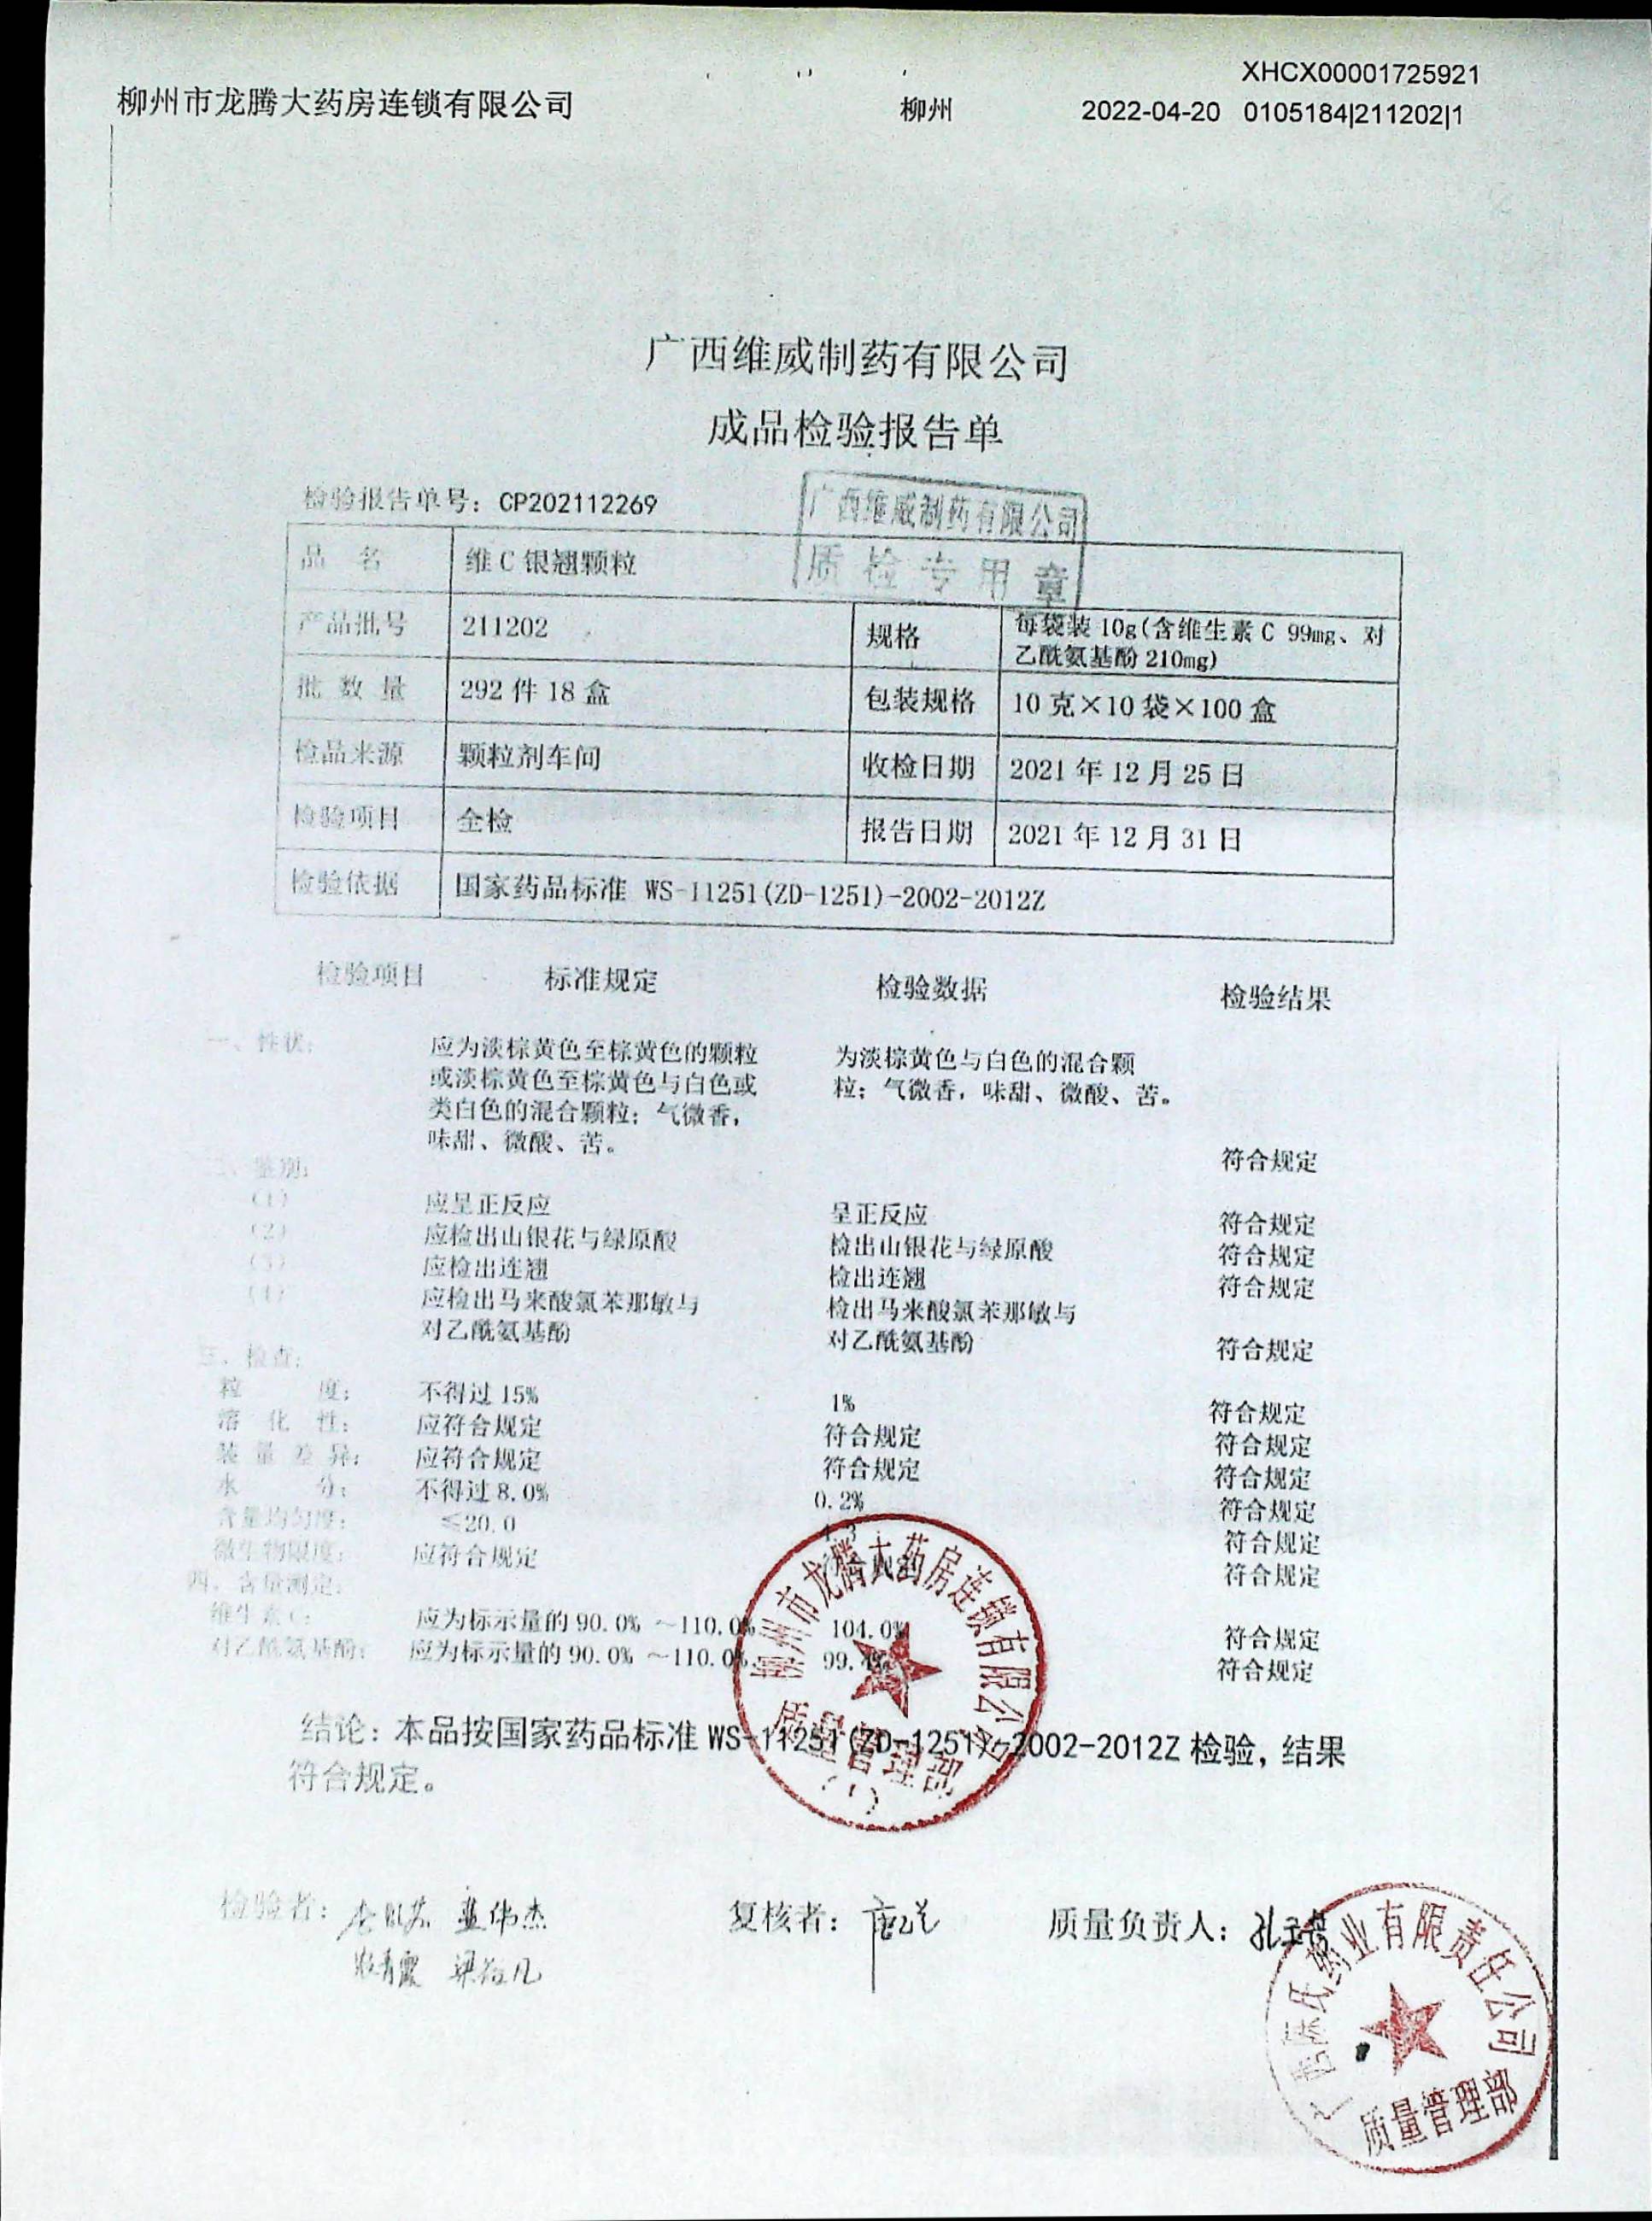 XHCX00001725921
柳州市龙腾大药房连锁有限公司 柳州 2022-04-20 0105184|211202|1
广西维威制药有限公司
成品检验报告单
检验报告单号：CP202112269
广西维威制药有限公司
质检专用章
品名 维C银翘颗粒
产品批号 211202 规格 每袋装10g(含维生素C 99mg、对
乙酰氨基酚210mg)
批数量 292件18盒 包装规格 10克×10袋×100盒
检品来源 颗粒剂车间 收检日期 2021年12月25日
检验项目 全检 报告日期 2021年12月31日
检验依据 国家药品标准 WS-11251(ZD-1251)-2002-2012Z
检验项目 标准规定 检验数据 检验结果
一、性状： 应为淡棕黄色至棕黄色的颗粒 为淡棕黄色与白色的混合颗
或淡棕黄色至棕黄色与白色或 粒；气微香，味甜、微酸、苦。
类白色的混合颗粒；气微香，
味甜、微酸、苦。 符合规定
二、鉴别：
(1) 应呈正反应 呈正反应 符合规定
(2) 应检出山银花与绿原酸 检出山银花与绿原酸 符合规定
(3) 应检出连翘 检出连翘 符合规定
(4) 应检出马来酸氯苯那敏与 检出马来酸氯苯那敏与
对乙酰氨基酚 对乙酰氨基酚 符合规定
三、检查：
粒度： 不得过15% 1% 符合规定
溶化性： 应符合规定 符合规定 符合规定
装量差异： 应符合规定 符合规定 符合规定
水分： 不得过8.0% 0.2% 符合规定
含量均匀度： ≤20.0 4.3 符合规定
微生物限度： 应符合规定 符合规定 符合规定
四、含量测定：
维生素C： 应为标示量的90.0%～110.0% 104.0% 符合规定
对乙酰氨基酚： 应为标示量的90.0%～110.0% 99.4% 符合规定
柳州市龙腾大药房连锁有限公司
质量管理部
(1)
结论：本品按国家药品标准WS-11251(ZD-1251)-2002-2012Z检验，结果
符合规定。
检验者： 蓝伟杰 复核者： 质量负责人：
药业有限责任公司
质量管理部